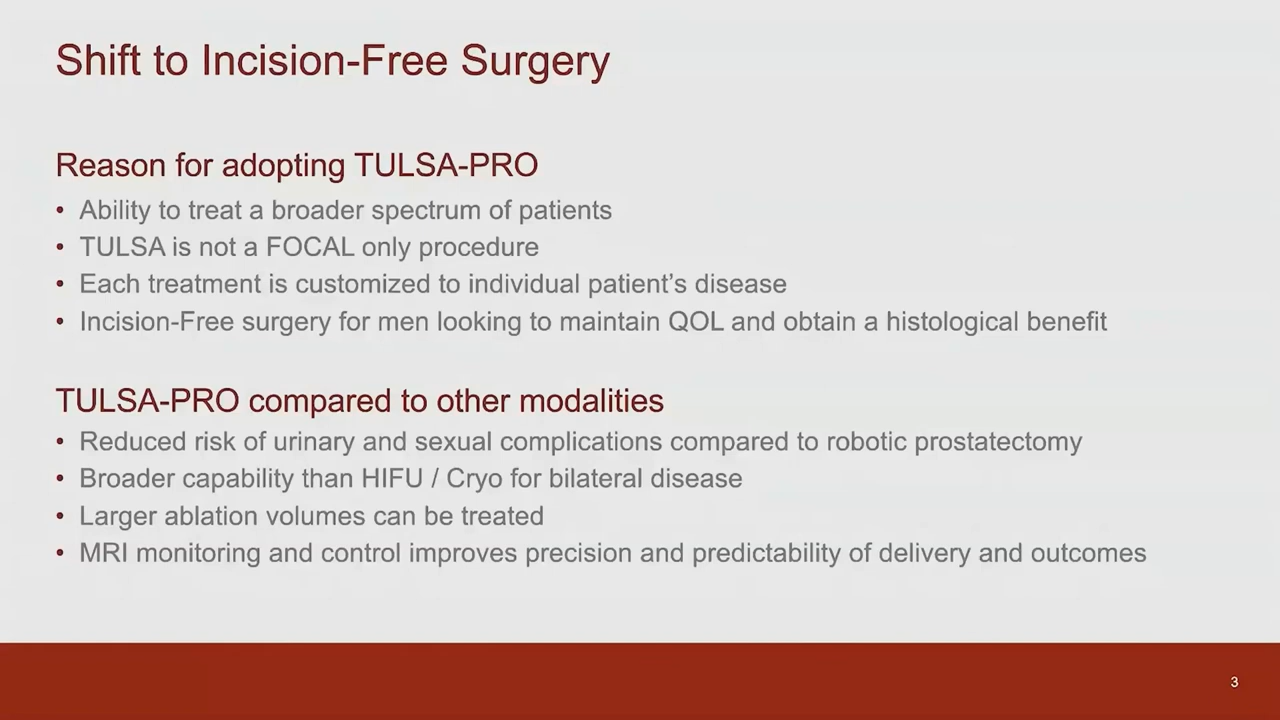 Shift to Incision-Free Surgery
Reason for adopting TULSA-PRO
• Ability to treat a broader spectrum of patients
• TULSA is not a FOCAL only procedure
• Each treatment is customized to individual patient's disease
• Incision-Free surgery for men looking to maintain QOL and obtain a histological benefit
TULSA-PRO compared to other modalities
• Reduced risk of urinary and sexual complications compared to robotic prostatectomy
• Broader capability than HIFU / Cryo for bilateral disease
• Larger ablation volumes can be treated
• MRI monitoring and control improves precision and predictability of delivery and outcomes
3